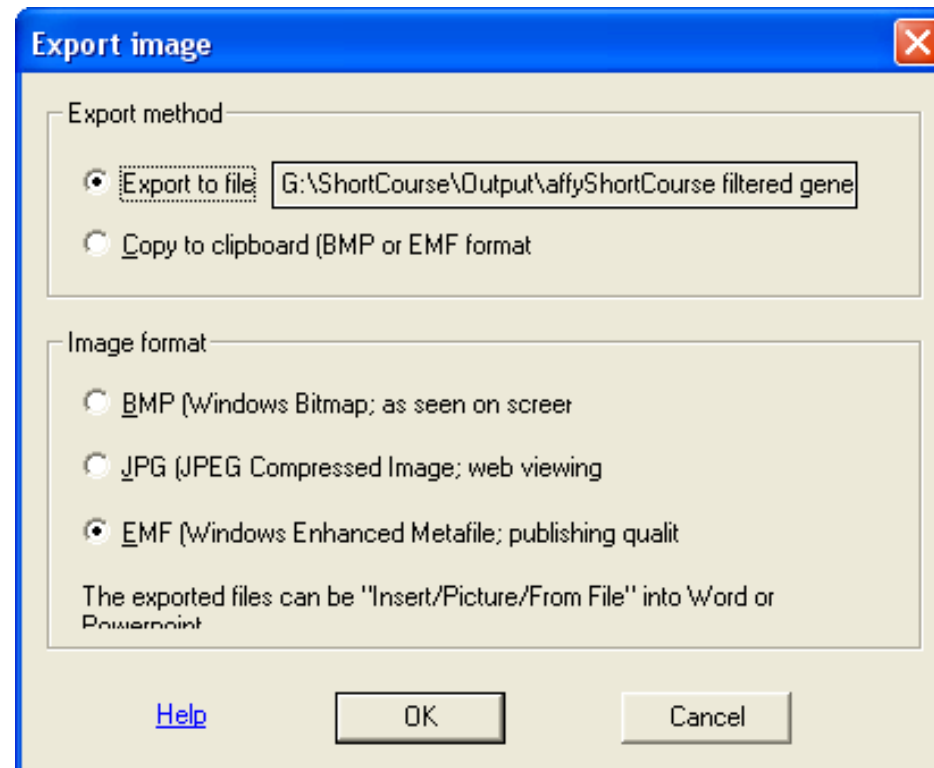 Export image
Export method
Export to file G:\ShortCourse\Output\affyShortCourse filtered gene
Copy to clipboard (BMP or EMF format
Image format
BMP (Windows Bitmap; as seen on screer
JPG (JPEG Compressed Image; web viewing
EMF (Windows Enhanced Metafile; publishing qualit
The exported files can be "Insert/Picture/From File" into Word or
Powerpoint
Help OK Cancel